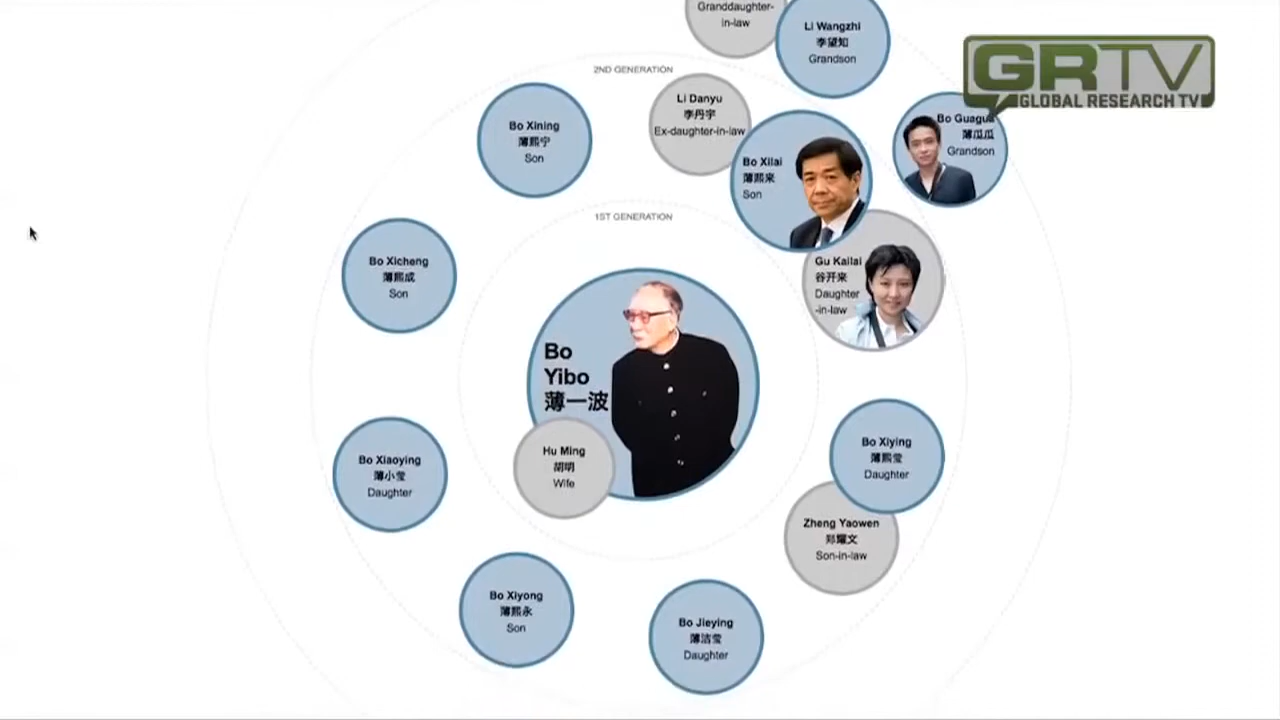 Granddaughter-
in-law
Li Wangzhi
李望知
Grandson
GRTV
GLOBAL RESEARCH TV
2ND GENERATION
Li Danyu
李丹宇
Ex-daughter-in-law
Bo Xining
薄熙宁
Son
Bo Guagua
薄瓜瓜
Grandson
Bo Xilai
薄熙来
Son
1ST GENERATION
Gu Kailai
谷开来
Daughter
-in-law
Bo Xicheng
薄熙成
Son
Bo
Yibo
薄一波
Hu Ming
胡明
Wife
Bo Xiying
薄熙莹
Daughter
Bo Xiaoying
薄小莹
Daughter
Zheng Yaowen
郑耀文
Son-in-law
Bo Xiyong
薄熙永
Son
Bo Jieying
薄洁莹
Daughter